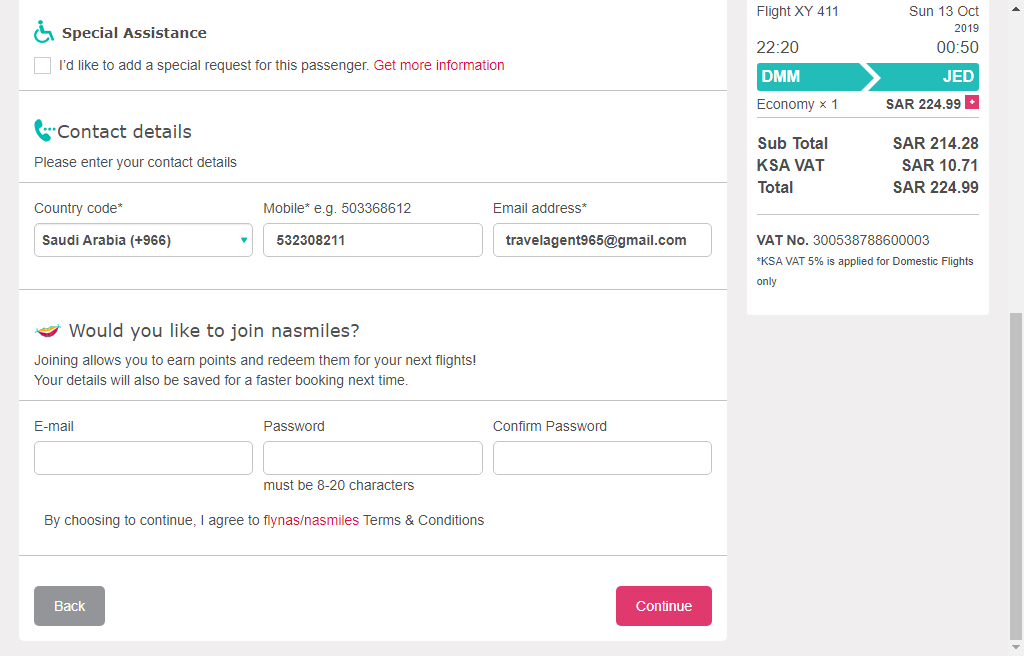 Special Assistance
I'd like to add a special request for this passenger. Get more information
Contact details
Please enter your contact details
Country code* Mobile* e.g. 503368612 Email address*
Saudi Arabia (+966) 532308211 travelagent965@gmail.com
Would you like to join nasmiles?
Joining allows you to earn points and redeem them for your next flights!
Your details will also be saved for a faster booking next time.
E-mail Password Confirm Password
must be 8-20 characters
By choosing to continue, I agree to flynas/nasmiles Terms & Conditions
Back Continue
Flight XY 411 Sun 13 Oct
2019
22:20 00:50
DMM JED
Economy × 1 SAR 224.99 +
Sub Total SAR 214.28
KSA VAT SAR 10.71
Total SAR 224.99
VAT No. 300538788600003
*KSA VAT 5% is applied for Domestic Flights
only